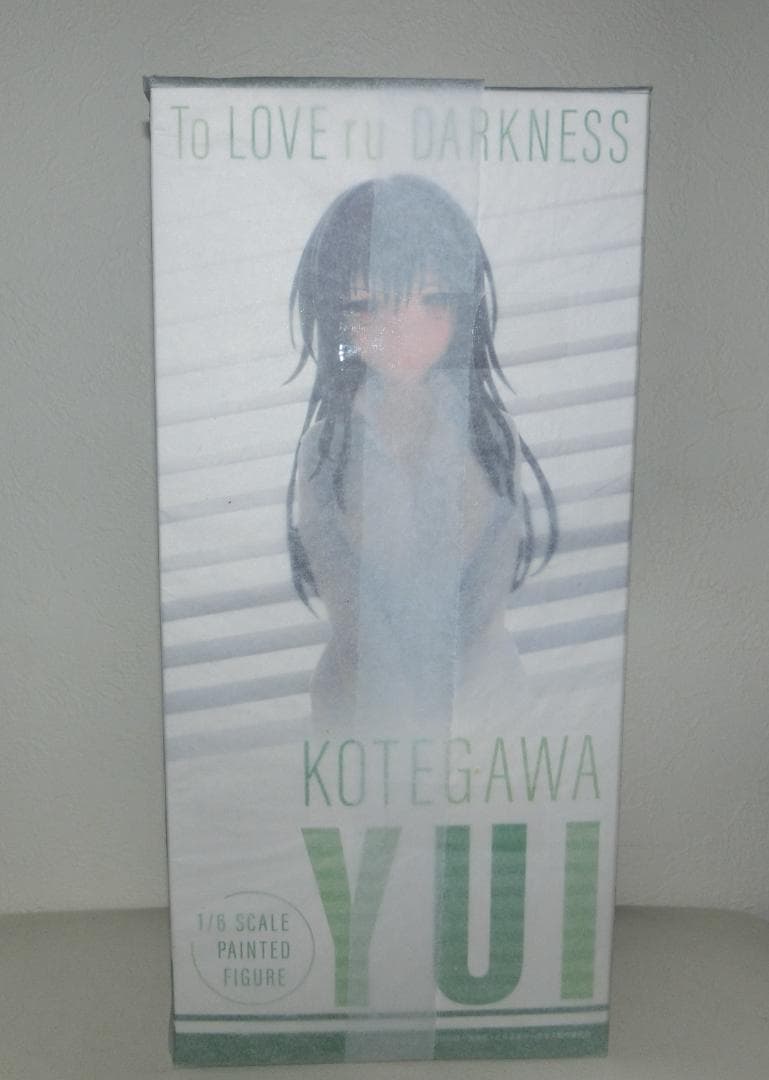 To LOVE ru DARKNESS
KOTEGAWA
YUI
1/6 SCALE
PAINTED
FIGURE